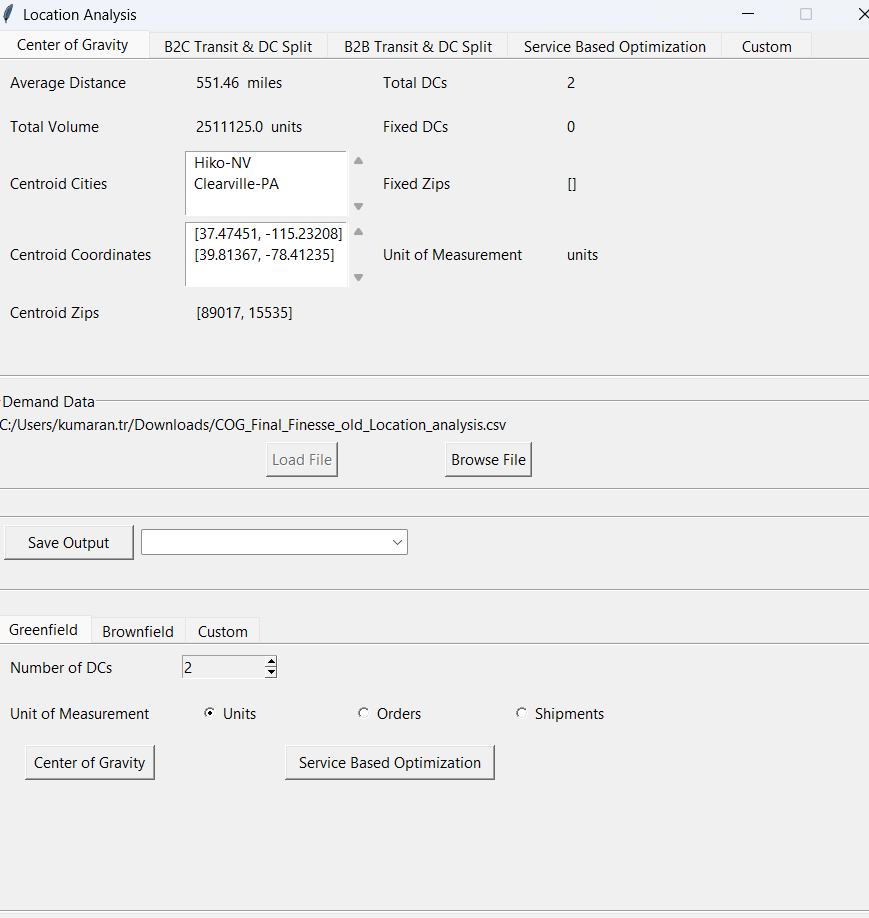 Location Analysis
Center of Gravity B2C Transit & DC Split B2B Transit & DC Split Service Based Optimization Custom
Average Distance 551.46 miles Total DCs 2
Total Volume 2511125.0 units Fixed DCs 0
Hiko-NV
Centroid Cities Clearville-PA Fixed Zips []
[37.47451, -115.23208]
Centroid Coordinates [39.81367, -78.41235] Unit of Measurement units
Centroid Zips [89017, 15535]
Demand Data
C:/Users/kumaran.tr/Downloads/COG_Final_Finesse_old_Location_analysis.csv
Load File Browse File
Save Output
Greenfield Brownfield Custom
Number of DCs 2
Unit of Measurement Units Orders Shipments
Center of Gravity Service Based Optimization